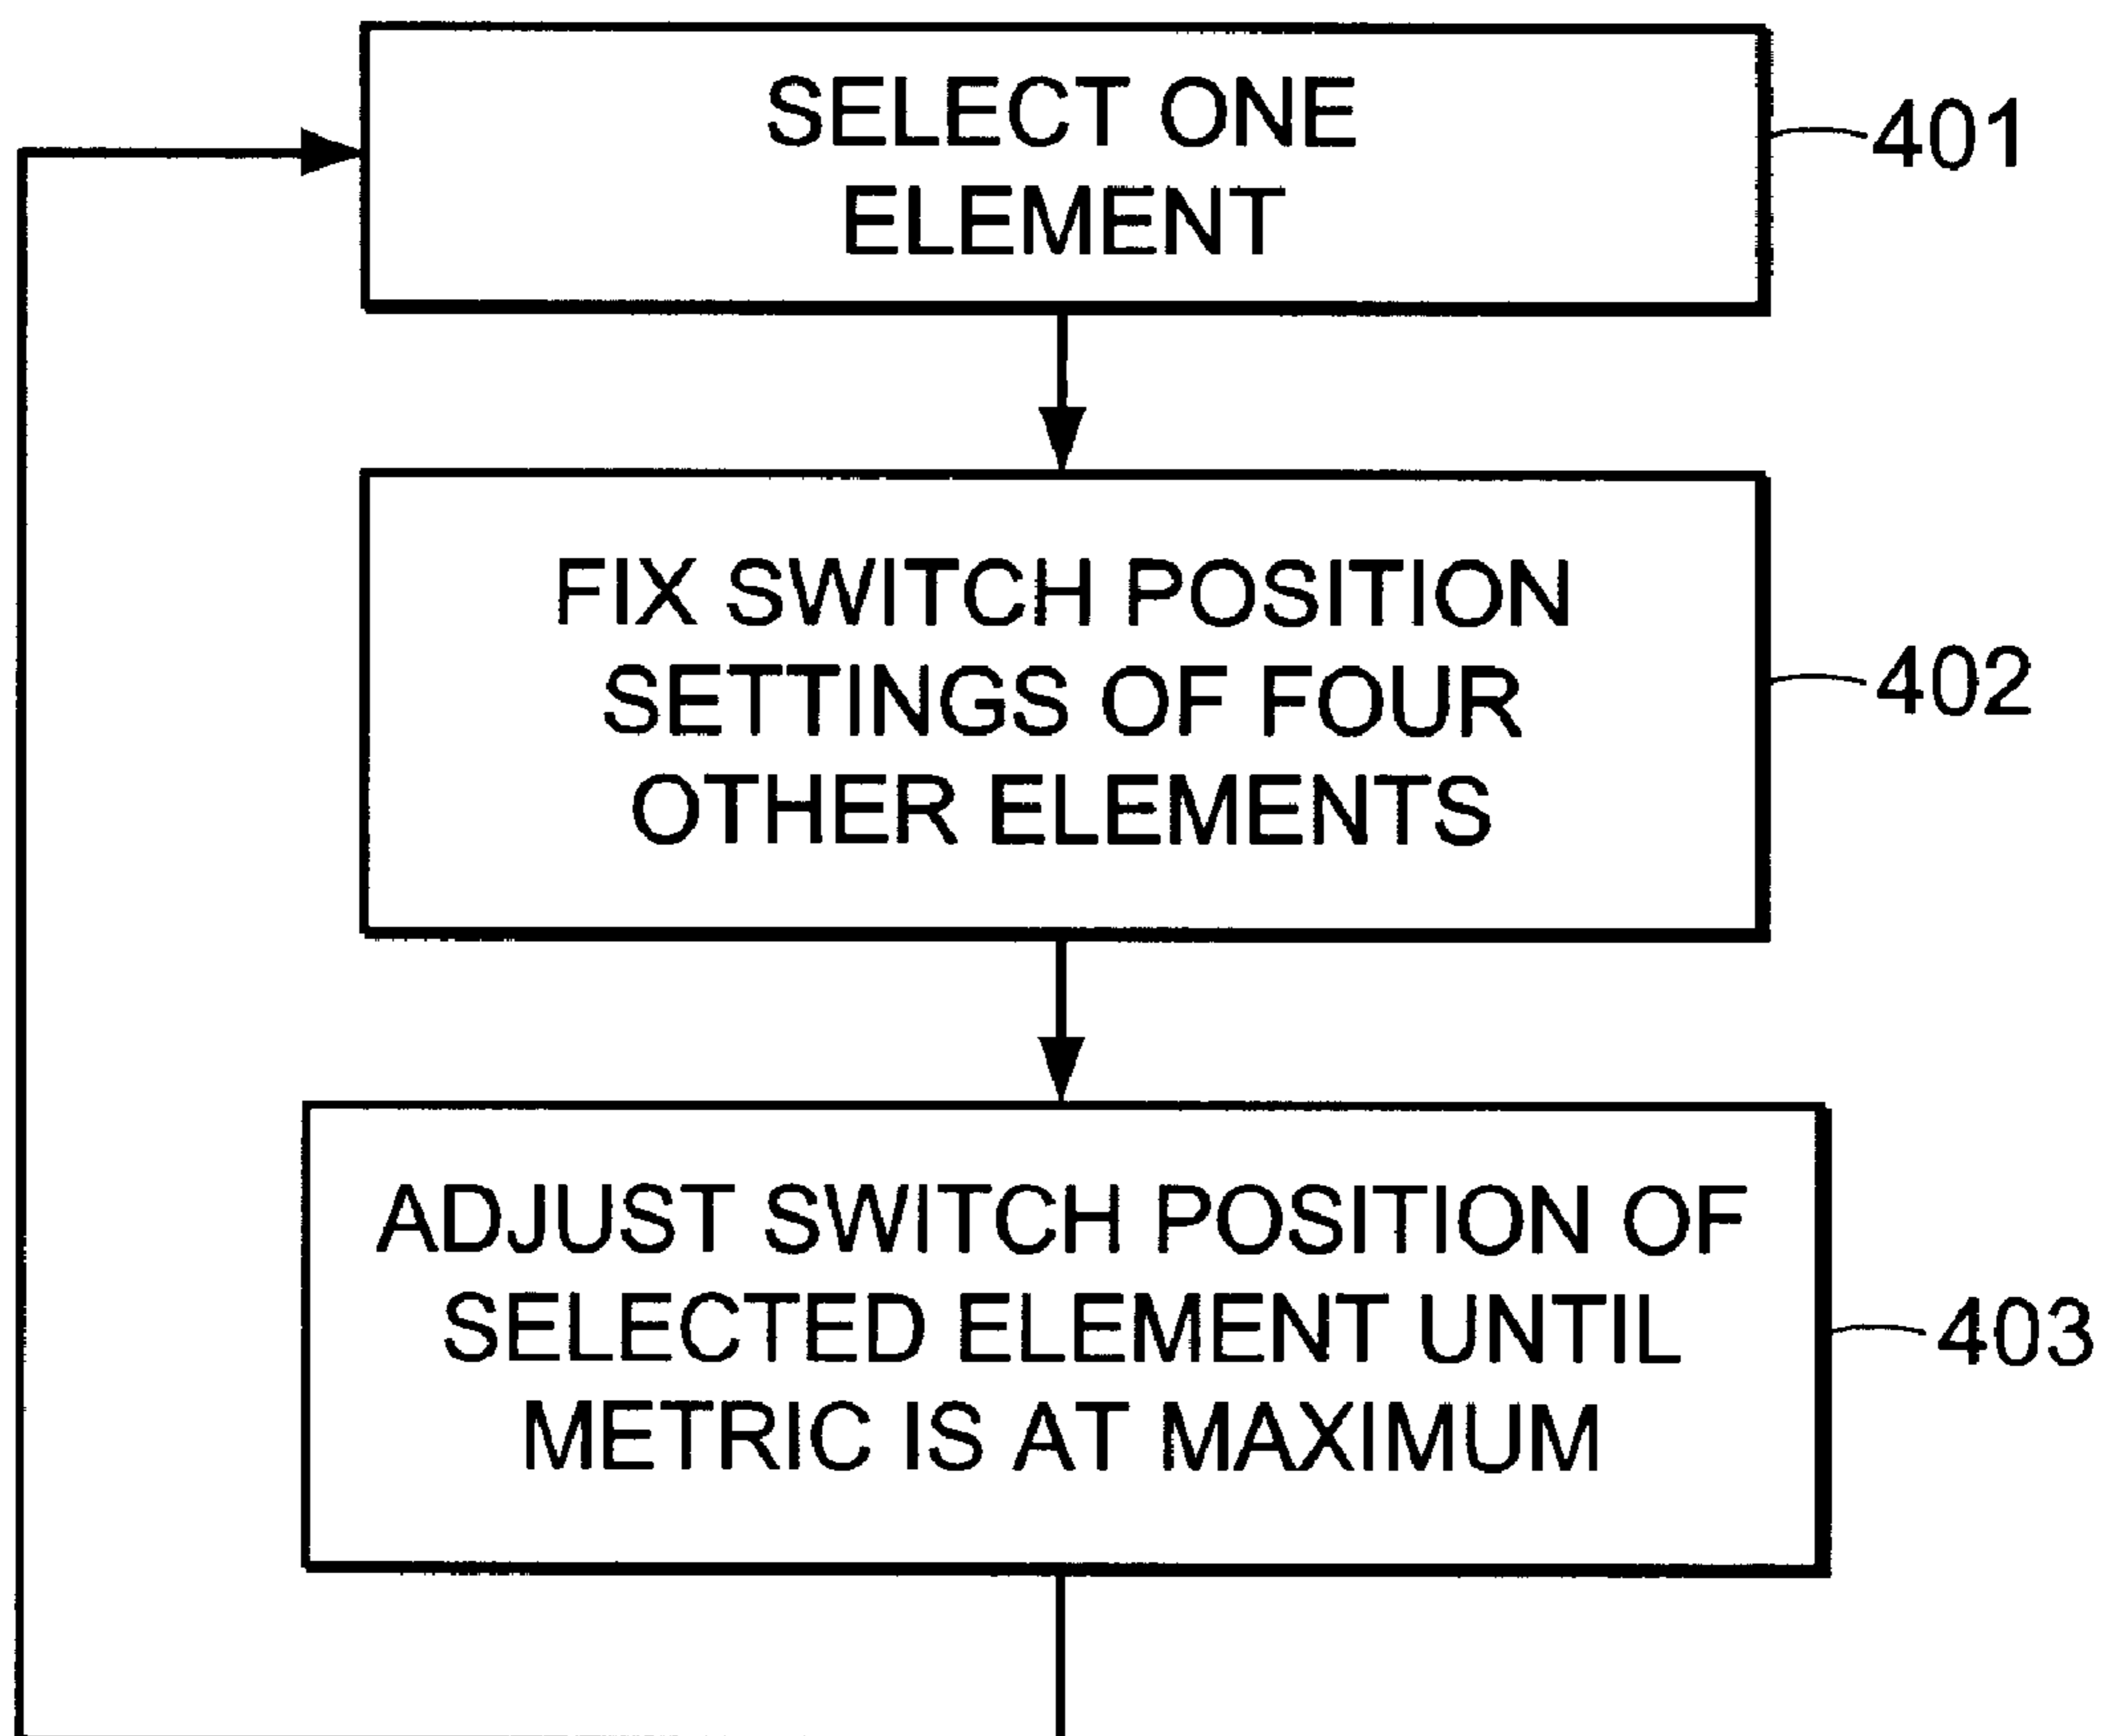 SELECT ONE
ELEMENT
401
FIX SWITCH POSITION
SETTINGS OF FOUR
OTHER ELEMENTS
402
ADJUST SWITCH POSITION OF
SELECTED ELEMENT UNTIL
METRIC IS AT MAXIMUM
403